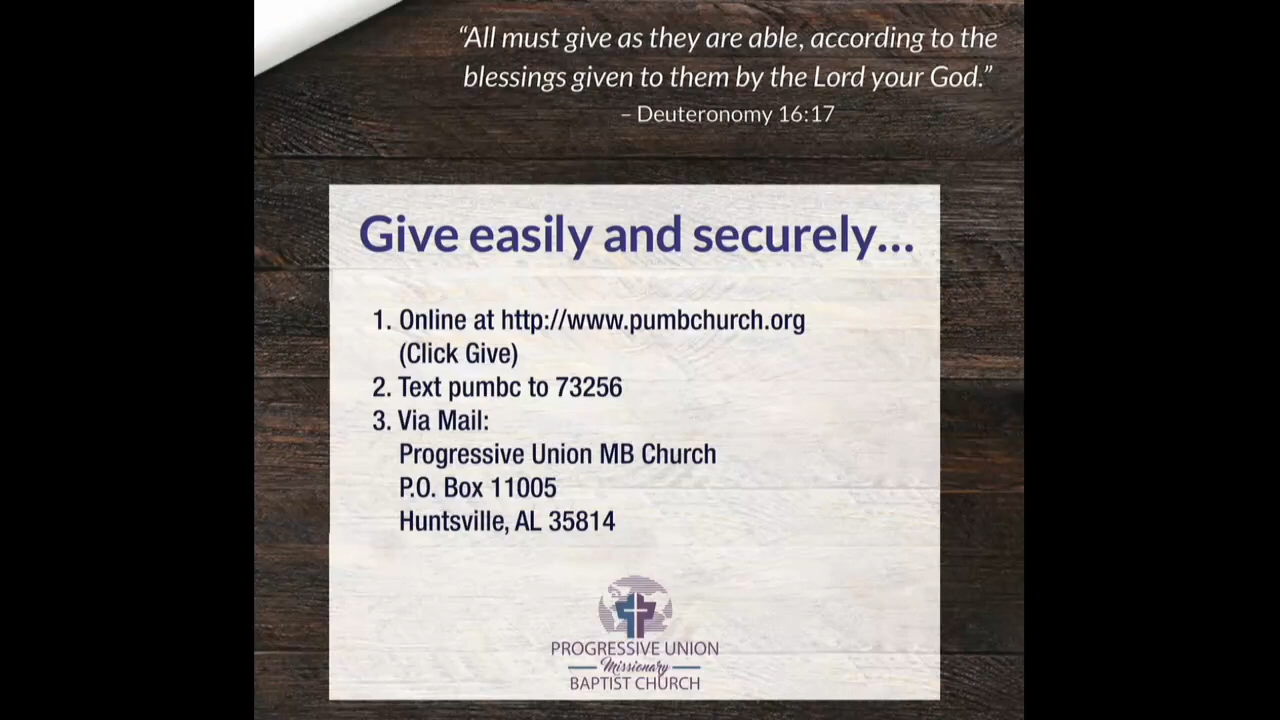 “All must give as they are able, according to the
blessings given to them by the Lord your God.”
– Deuteronomy 16:17
Give easily and securely...
1. Online at http://www.pumbchurch.org
(Click Give)
2. Text pumbc to 73256
3. Via Mail:
Progressive Union MB Church
P.O. Box 11005
Huntsville, AL 35814
PROGRESSIVE UNION
Missionary
BAPTIST CHURCH